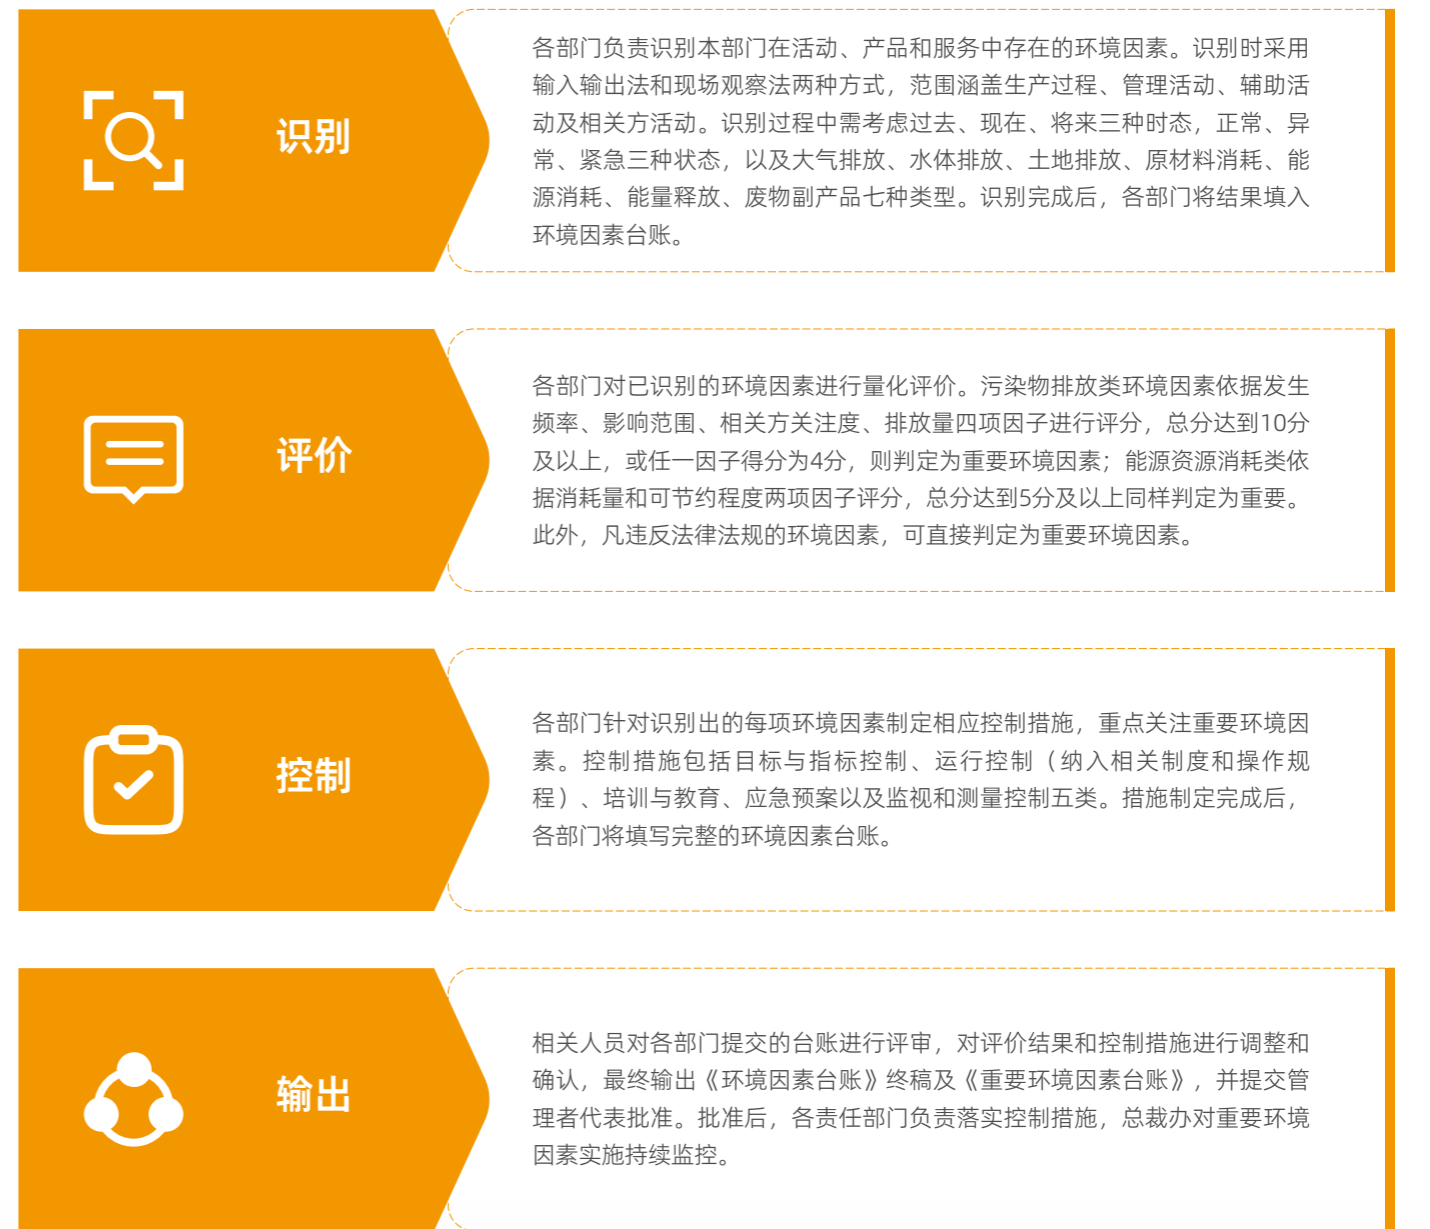 识别
各部门负责识别本部门在活动、产品和服务中存在的环境因素。识别时采用
输入输出法和现场观察法两种方式，范围涵盖生产过程、管理活动、辅助活
动及相关方活动。识别过程中需考虑过去、现在、将来三种时态，正常、异
常、紧急三种状态，以及大气排放、水体排放、土地排放、原材料消耗、能
源消耗、能量释放、废物副产品七种类型。识别完成后，各部门将结果填入
环境因素台账。
评价
各部门对已识别的环境因素进行量化评价。污染物排放类环境因素依据发生
频率、影响范围、相关方关注度、排放量四项因子进行评分，总分达到10分
及以上，或任一因子得分为4分，则判定为重要环境因素；能源资源消耗类依
据消耗量和可节约程度两项因子评分，总分达到5分及以上同样判定为重要。
此外，凡违反法律法规的环境因素，可直接判定为重要环境因素。
控制
各部门针对识别出的每项环境因素制定相应控制措施，重点关注重要环境因
素。控制措施包括目标与指标控制、运行控制（纳入相关制度和操作规
程）、培训与教育、应急预案以及监视和测量控制五类。措施制定完成后，
各部门将填写完整的环境因素台账。
输出
相关人员对各部门提交的台账进行评审，对评价结果和控制措施进行调整和
确认，最终输出《环境因素台账》终稿及《重要环境因素台账》，并提交管
理者代表批准。批准后，各责任部门负责落实控制措施，总裁办对重要环境
因素实施持续监控。